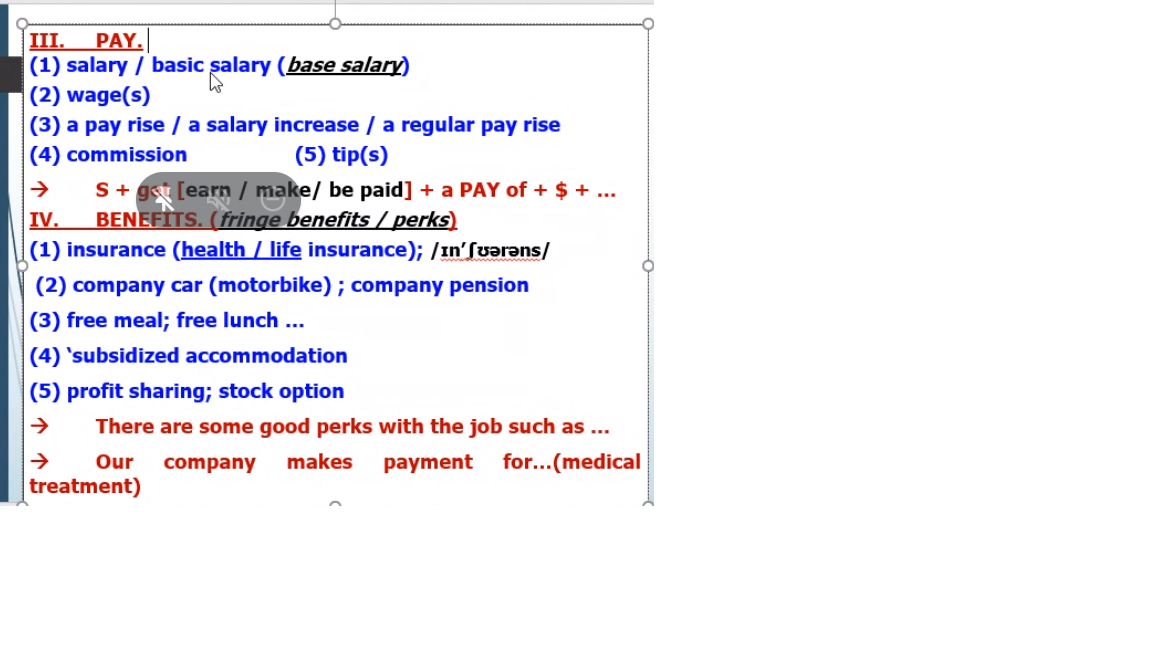 III. PAY.
(1) salary / basic salary (base salary)
(2) wage(s)
(3) a pay rise / a salary increase / a regular pay rise
(4) commission (5) tip(s)
→ S + get [earn / make/ be paid] + a PAY of + $ + ...
IV. BENEFITS. (fringe benefits / perks)
(1) insurance (health / life insurance); /ɪnˈʃʊərəns/
(2) company car (motorbike) ; company pension
(3) free meal; free lunch ...
(4) ‛subsidized accommodation
(5) profit sharing; stock option
→ There are some good perks with the job such as ...
→ Our company makes payment for...(medical
treatment)